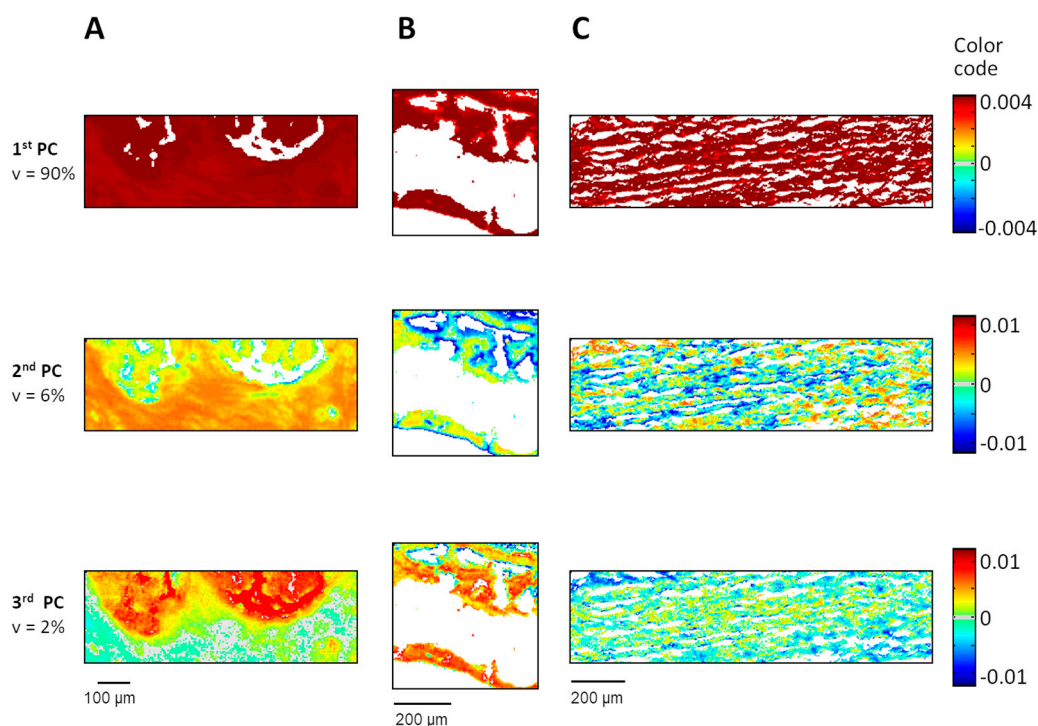 A
B
C
Color
code
1st PC
v = 90%
0.004
0
-0.004
2nd PC
v = 6%
0.01
0
-0.01
3rd PC
v = 2%
0.01
0
-0.01
100 µm
200 µm
200 µm